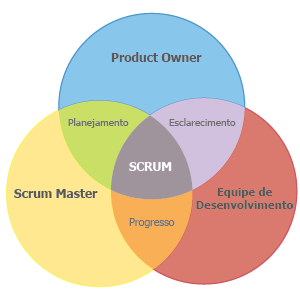 Product Owner
Planejamento
Esclarecimento
SCRUM
Scrum Master
Equipe de
Desenvolvimento
Progresso